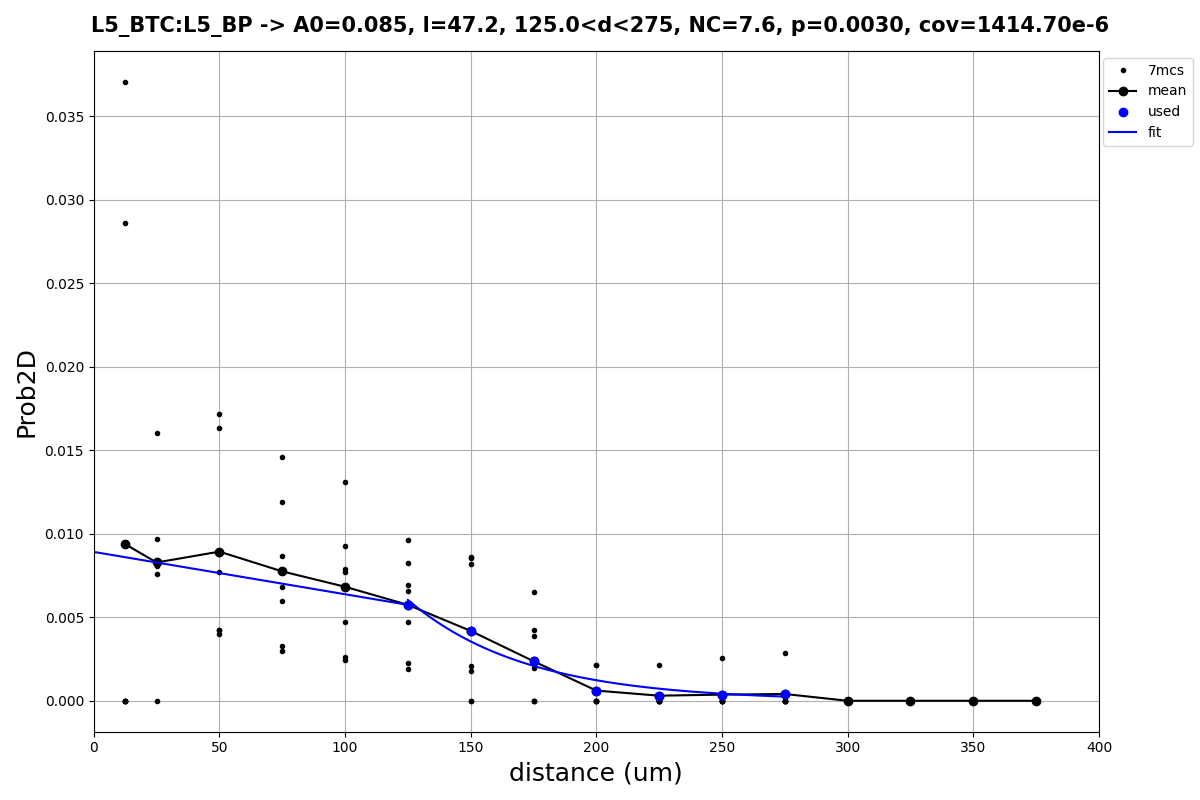 L5_BTC:L5_BP -> A0=0.085, l=47.2, 125.0<d<275, NC=7.6, p=0.0030, cov=1414.70e-6
7mcs
mean
used
fit
Prob2D
0.035
0.030
0.025
0.020
0.015
0.010
0.005
0.000
0
50
100
150
200
250
300
350
400
distance (um)